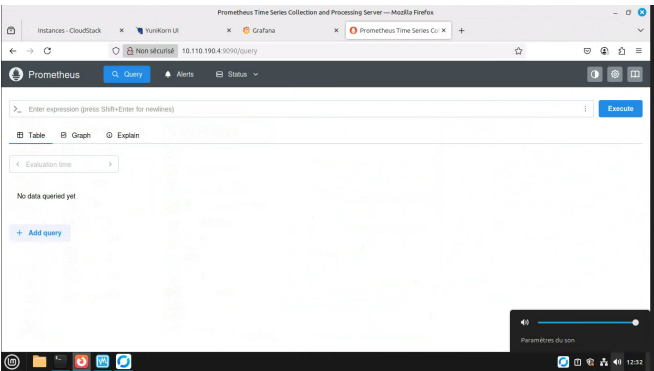 Prometheus Time Series Collection and Processing Server — Mozilla Firefox
Instances - CloudStack
YuniKorn UI
Grafana
Prometheus Time Series Co
Non sécurisé 10.110.190.4:9090/query
Prometheus
Query
Alerts
Status
Enter expression (press Shift+Enter for newlines)
Execute
Table
Graph
Explain
Evaluation time
No data queried yet
+ Add query
Paramètres du son
12:52